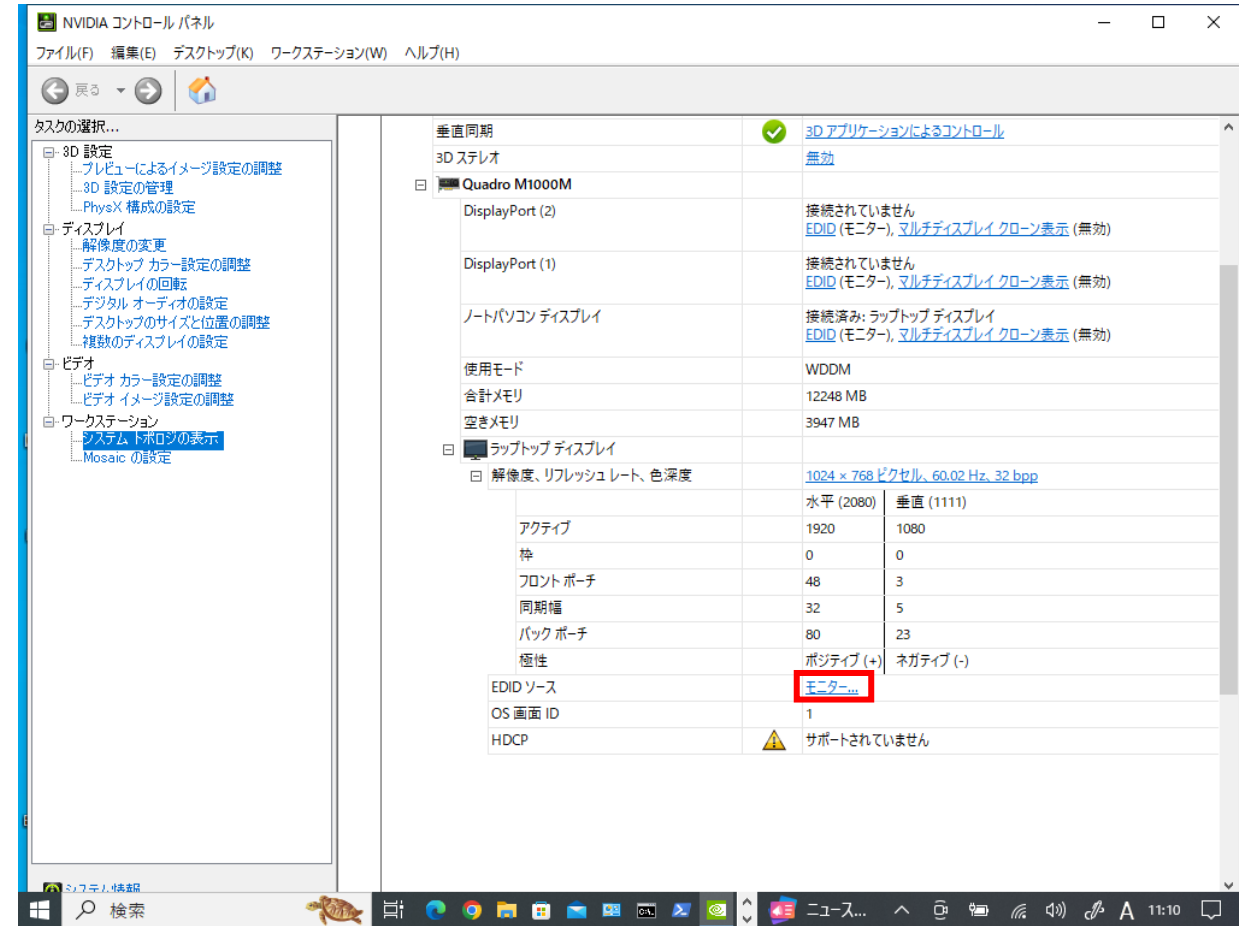 NVIDIA コントロール パネル
ファイル(F) 編集(E) デスクトップ(K) ワークステーション(W) ヘルプ(H)
戻る
タスクの選択...
3D 設定
プレビューによるイメージ設定の調整
3D 設定の管理
PhysX 構成の設定
ディスプレイ
解像度の変更
デスクトップ カラー設定の調整
ディスプレイの回転
デジタル オーディオの設定
デスクトップのサイズと位置の調整
複数のディスプレイの設定
ビデオ
ビデオ カラー設定の調整
ビデオ イメージ設定の調整
ワークステーション
システム トポロジの表示
Mosaic の設定
システム情報
垂直同期 3D アプリケーションによるコントロール
3D ステレオ 無効
Quadro M1000M
DisplayPort (2) 接続されていません
EDID (モニター), マルチディスプレイ クローン表示 (無効)
DisplayPort (1) 接続されていません
EDID (モニター), マルチディスプレイ クローン表示 (無効)
ノートパソコン ディスプレイ 接続済み: ラップトップ ディスプレイ
EDID (モニター), マルチディスプレイ クローン表示 (無効)
使用モード WDDM
合計メモリ 12248 MB
空きメモリ 3947 MB
ラップトップ ディスプレイ
解像度、リフレッシュ レート、色深度 1024 × 768 ピクセル、60.02 Hz、32 bpp
水平 (2080) 垂直 (1111)
アクティブ 1920 1080
枠 0 0
フロント ポーチ 48 3
同期幅 32 5
バック ポーチ 80 23
極性 ポジティブ (+) ネガティブ (-)
EDID ソース モニター...
OS 画面 ID 1
HDCP サポートされていません
検索 ニュース... A 11:10